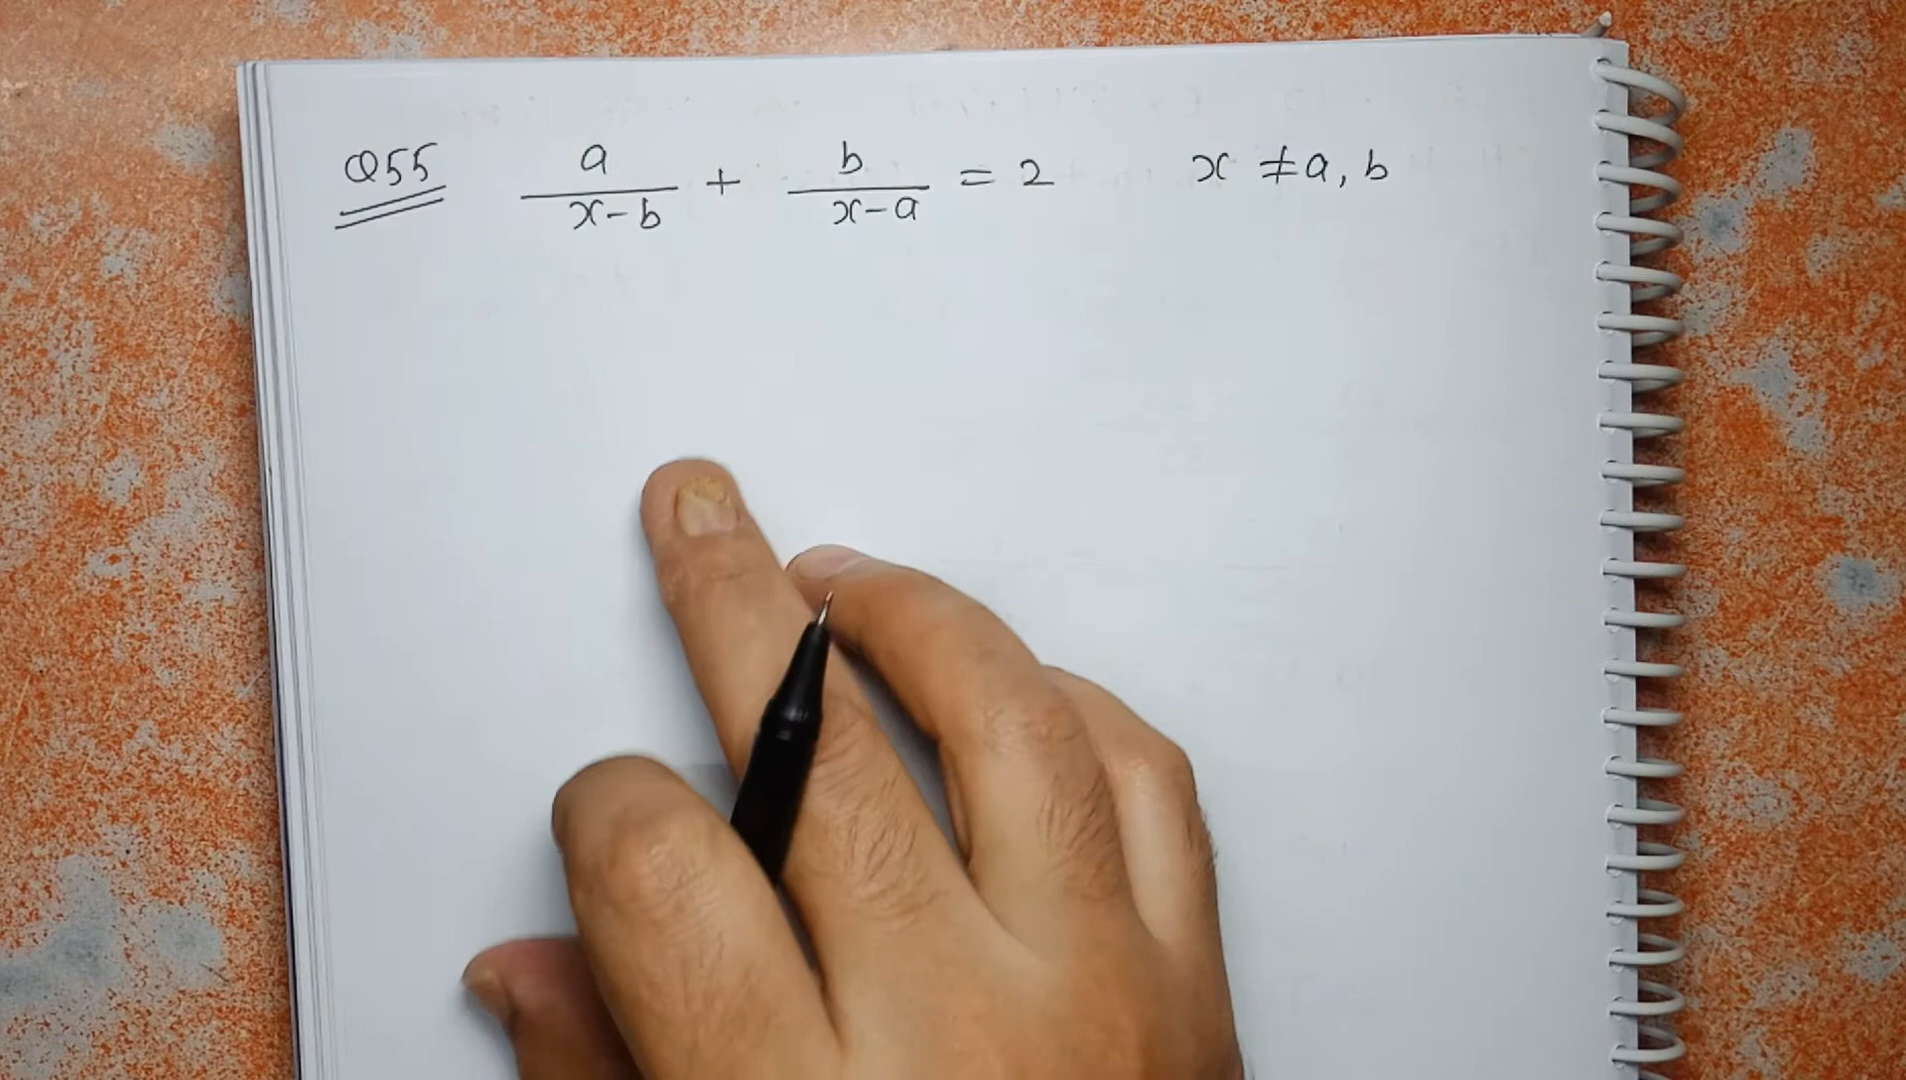 Q55 a/(x-b) + b/(x-a) = 2 x ≠ a, b